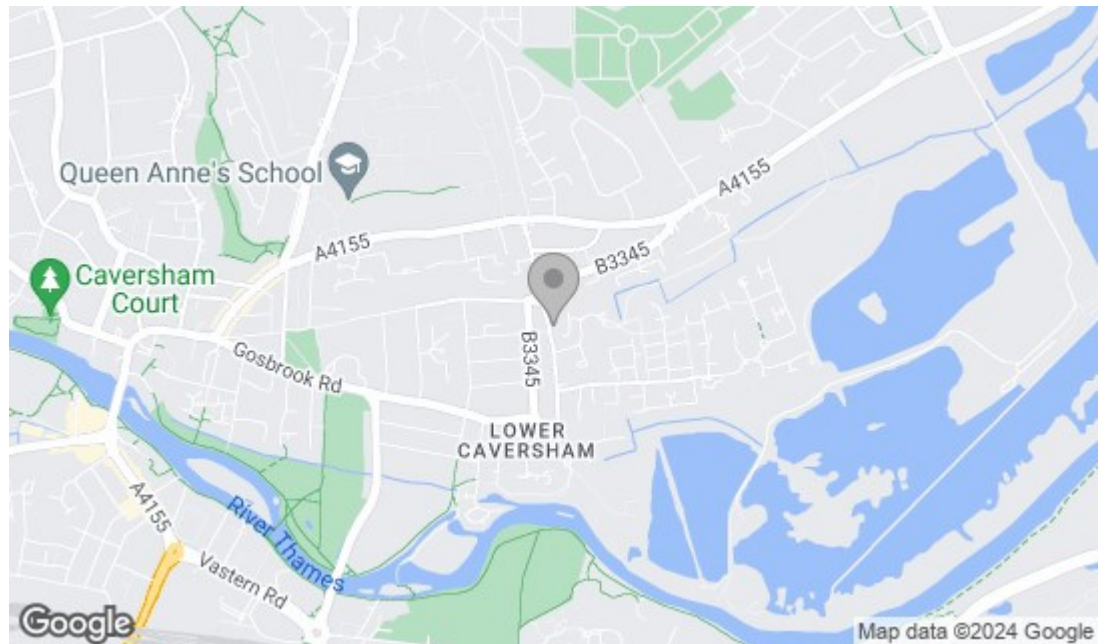 Queen Anne's School
A4155
A4155
B3345
Caversham
Court
B3345
Gosbrook Rd
LOWER
CAVERSHAM
A4155
River Thames
Vastern Rd
Google
Map data ©2024 Google